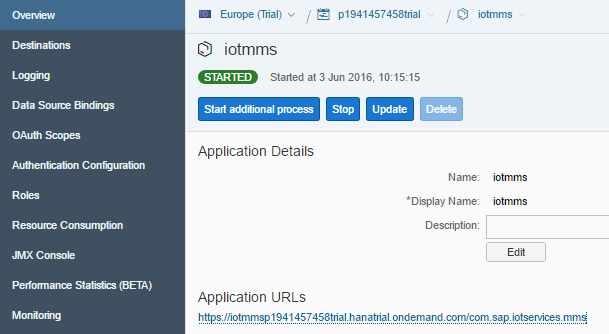 Overview
Destinations
Logging
Data Source Bindings
OAuth Scopes
Authentication Configuration
Roles
Resource Consumption
JMX Console
Performance Statistics (BETA)
Monitoring
Europe (Trial) / p1941457458trial / iotmms
iotmms
STARTED Started at 3 Jun 2016, 10:15:15
Start additional process Stop Update Delete
Application Details
Name: iotmms
*Display Name: iotmms
Description:
Edit
Application URLs
https://iotmmsp1941457458trial.hanatrial.ondemand.com/com.sap.iotservices.mms